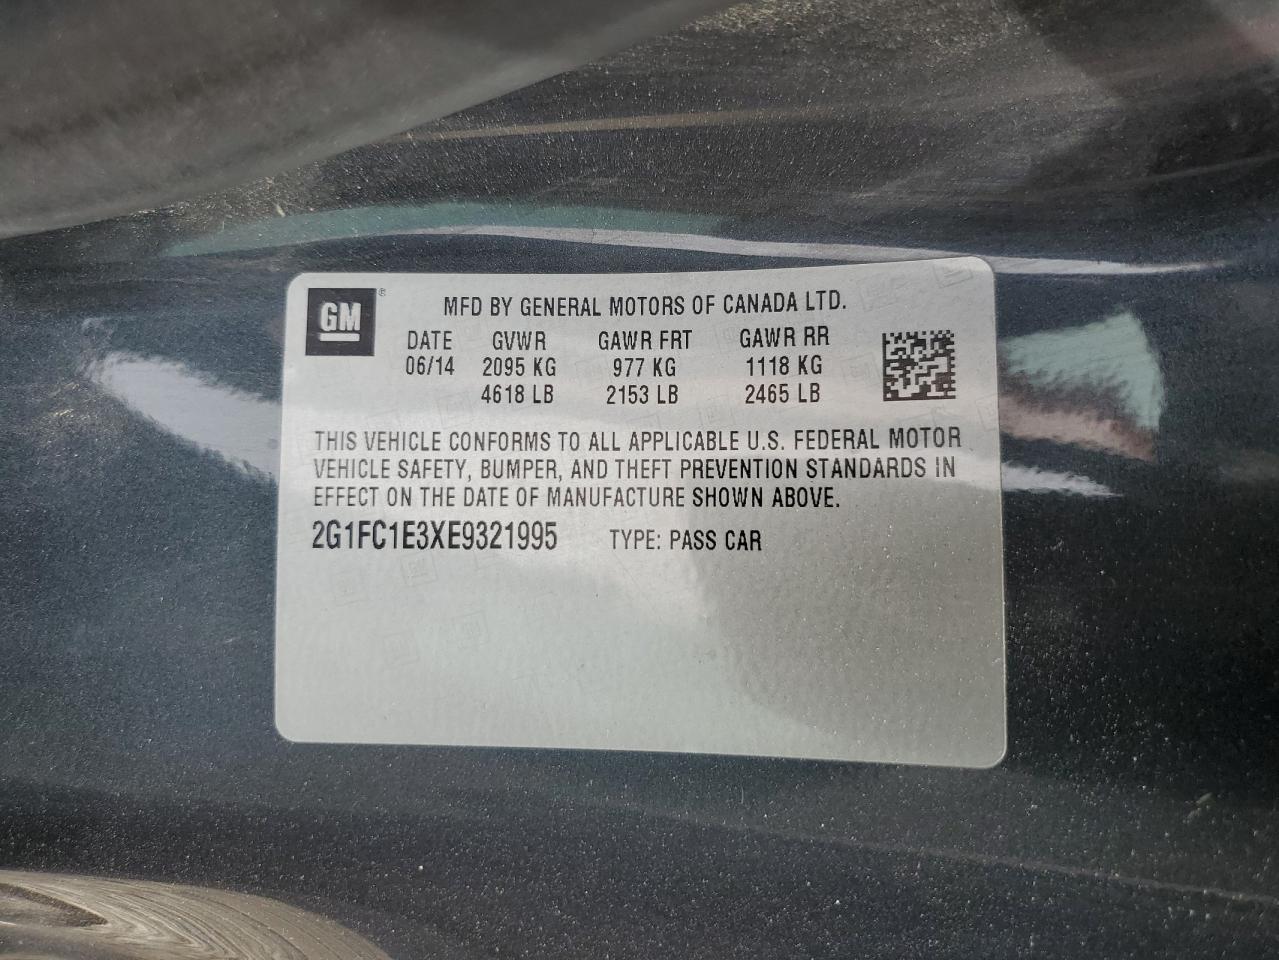 GM®
MFD BY GENERAL MOTORS OF CANADA LTD.
DATE GVWR GAWR FRT GAWR RR
06/14 2095 KG 977 KG 1118 KG
4618 LB 2153 LB 2465 LB
THIS VEHICLE CONFORMS TO ALL APPLICABLE U.S. FEDERAL MOTOR
VEHICLE SAFETY, BUMPER, AND THEFT PREVENTION STANDARDS IN
EFFECT ON THE DATE OF MANUFACTURE SHOWN ABOVE.
2G1FC1E3XE9321995 TYPE: PASS CAR